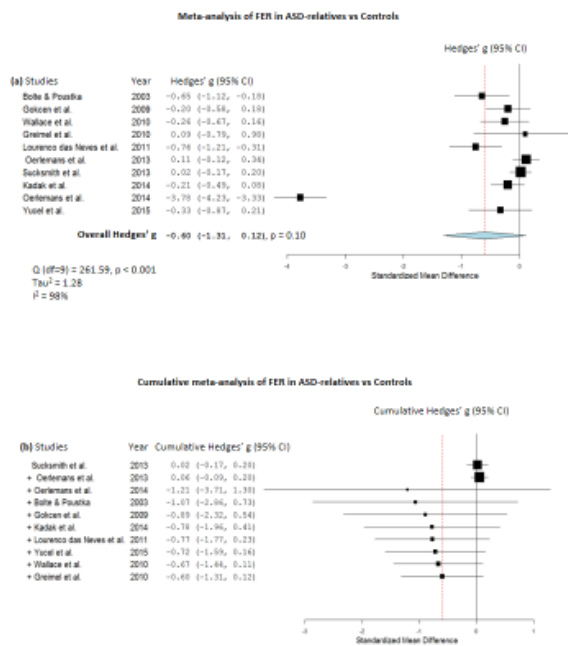 Meta-analysis of FER in ASD-relatives vs Controls
Hedges' g (95% CI)
(a) Studies Year Hedges' g (95% CI)
Bolte & Poustka 2003 -0.65 (-1.12, -0.18)
Gokcen et al. 2009 -0.20 (-0.56, 0.18)
Wallace et al. 2010 -0.26 (-0.67, 0.16)
Greimel et al. 2010 0.09 (-0.79, 0.98)
Lourenco das Neves et al. 2011 -0.76 (-1.21, -0.31)
Oerlemans et al. 2013 0.11 (-0.12, 0.34)
Sucksmith et al. 2013 0.02 (-0.17, 0.20)
Kadak et al. 2014 -0.21 (-0.49, 0.08)
Oerlemans et al. 2014 -3.78 (-4.23, -3.33)
Yucel et al. 2015 -0.33 (-0.87, 0.21)
Overall Hedges' g -0.60 (-1.31, 0.12), p = 0.10
-4 -2 0
Standardized Mean Difference
Q (df=9) = 261.59, p < 0.001
Tau² = 1.28
I² = 98%
Cumulative meta-analysis of FER in ASD-relatives vs Controls
Cumulative Hedges' g (95% CI)
(b) Studies Year Cumulative Hedges' g (95% CI)
Sucksmith et al. 2013 0.02 (-0.17, 0.20)
+ Oerlemans et al. 2013 0.06 (-0.09, 0.20)
+ Oerlemans et al. 2014 -1.21 (-3.71, 1.30)
+ Bolte & Poustka 2003 -1.07 (-2.86, 0.73)
+ Gokcen et al. 2009 -0.89 (-2.32, 0.54)
+ Kadak et al. 2014 -0.78 (-1.96, 0.41)
+ Lourenco das Neves et al. 2011 -0.77 (-1.77, 0.23)
+ Yucel et al. 2015 -0.72 (-1.59, 0.16)
+ Wallace et al. 2010 -0.67 (-1.44, 0.11)
+ Greimel et al. 2010 -0.60 (-1.31, 0.12)
-3 -2 -1 0 1
Standardized Mean Difference